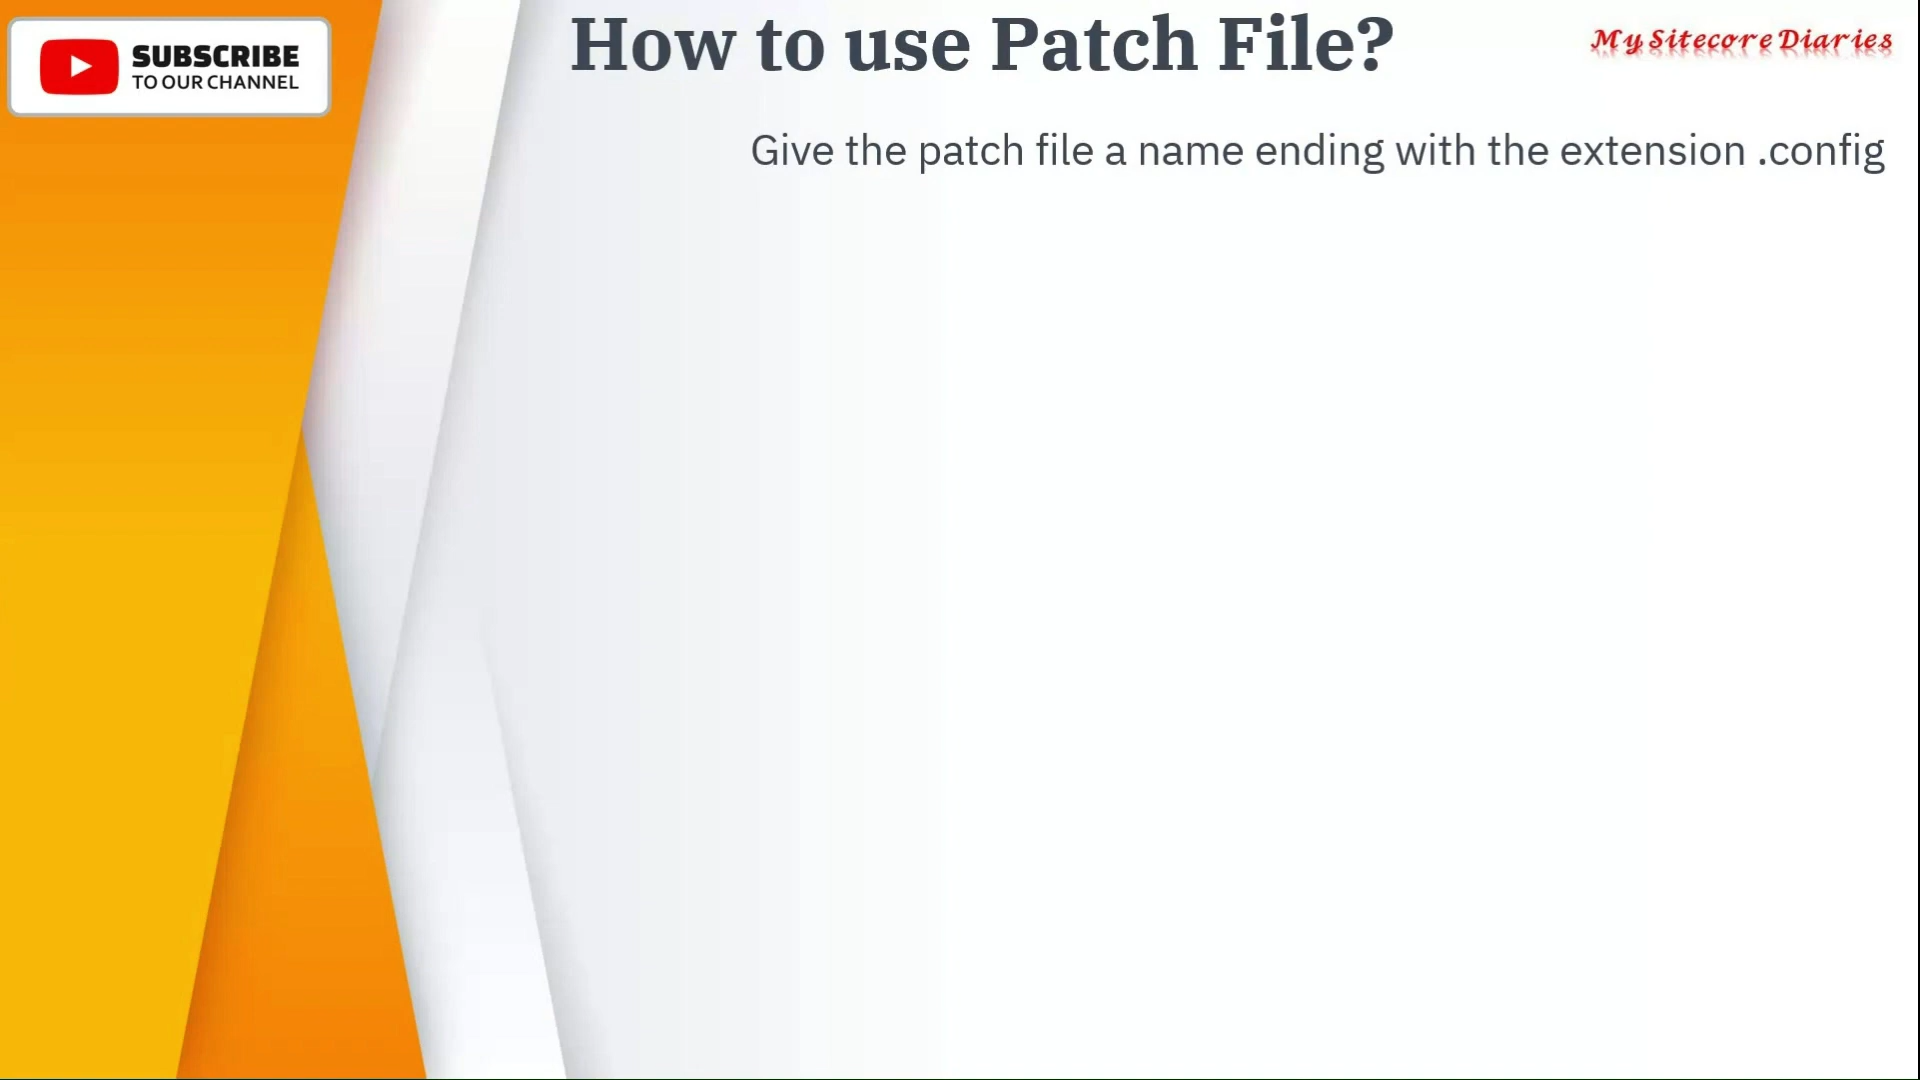 How to use Patch File?
My Sitecore Diaries
SUBSCRIBE
TO OUR CHANNEL
Give the patch file a name ending with the extension .config